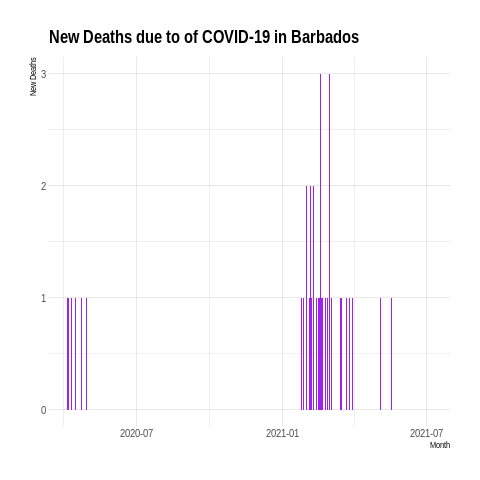 New Deaths due to of COVID-19 in Barbados
New Deaths
3
2
1
0
2020-07 2021-01 2021-07
Month